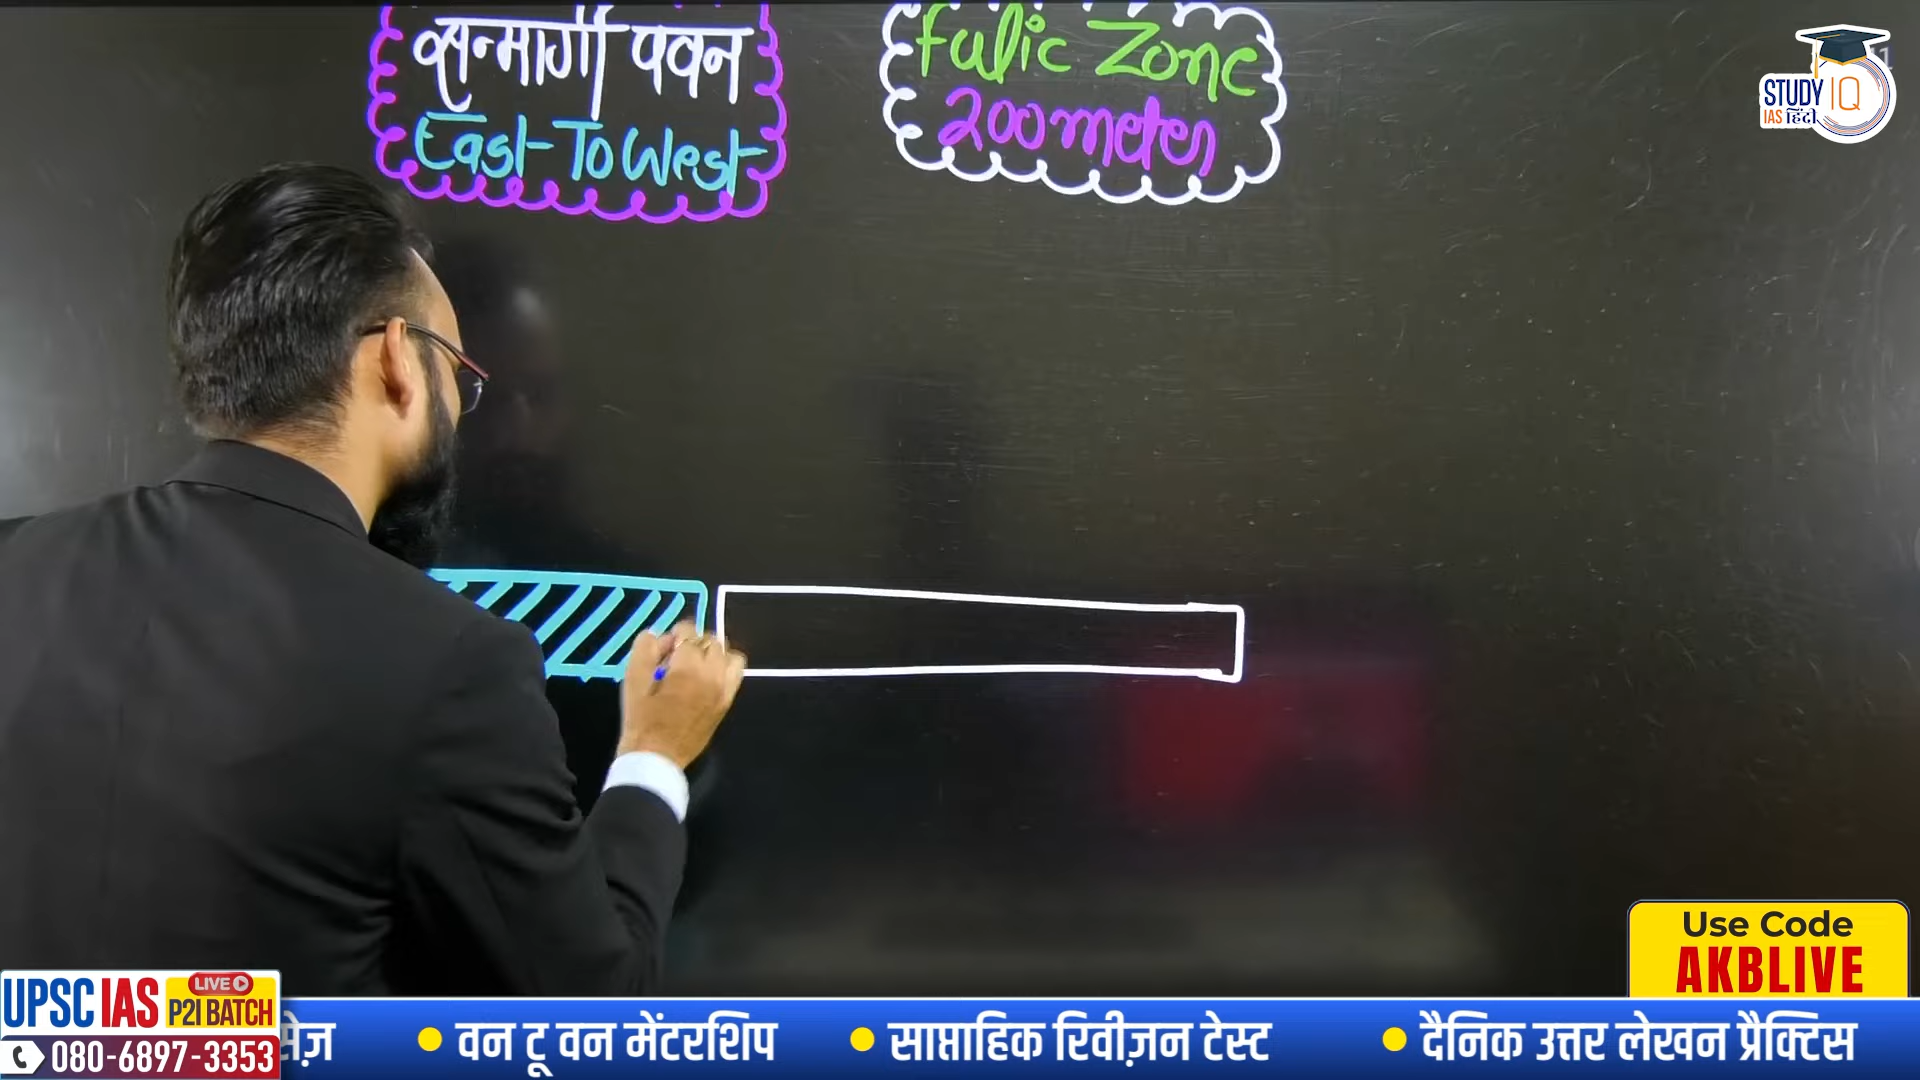 सन्मार्गी पवन
East To West
Fulic Zone
200 meter
STUDY IQ
IAS हिंदी
Use Code
AKBLIVE
UPSC IAS
LIVE
P2I BATCH
080-6897-3353
सेज़
वन टू वन मेंटरशिप
साप्ताहिक रिवीज़न टेस्ट
दैनिक उत्तर लेखन प्रैक्टिस